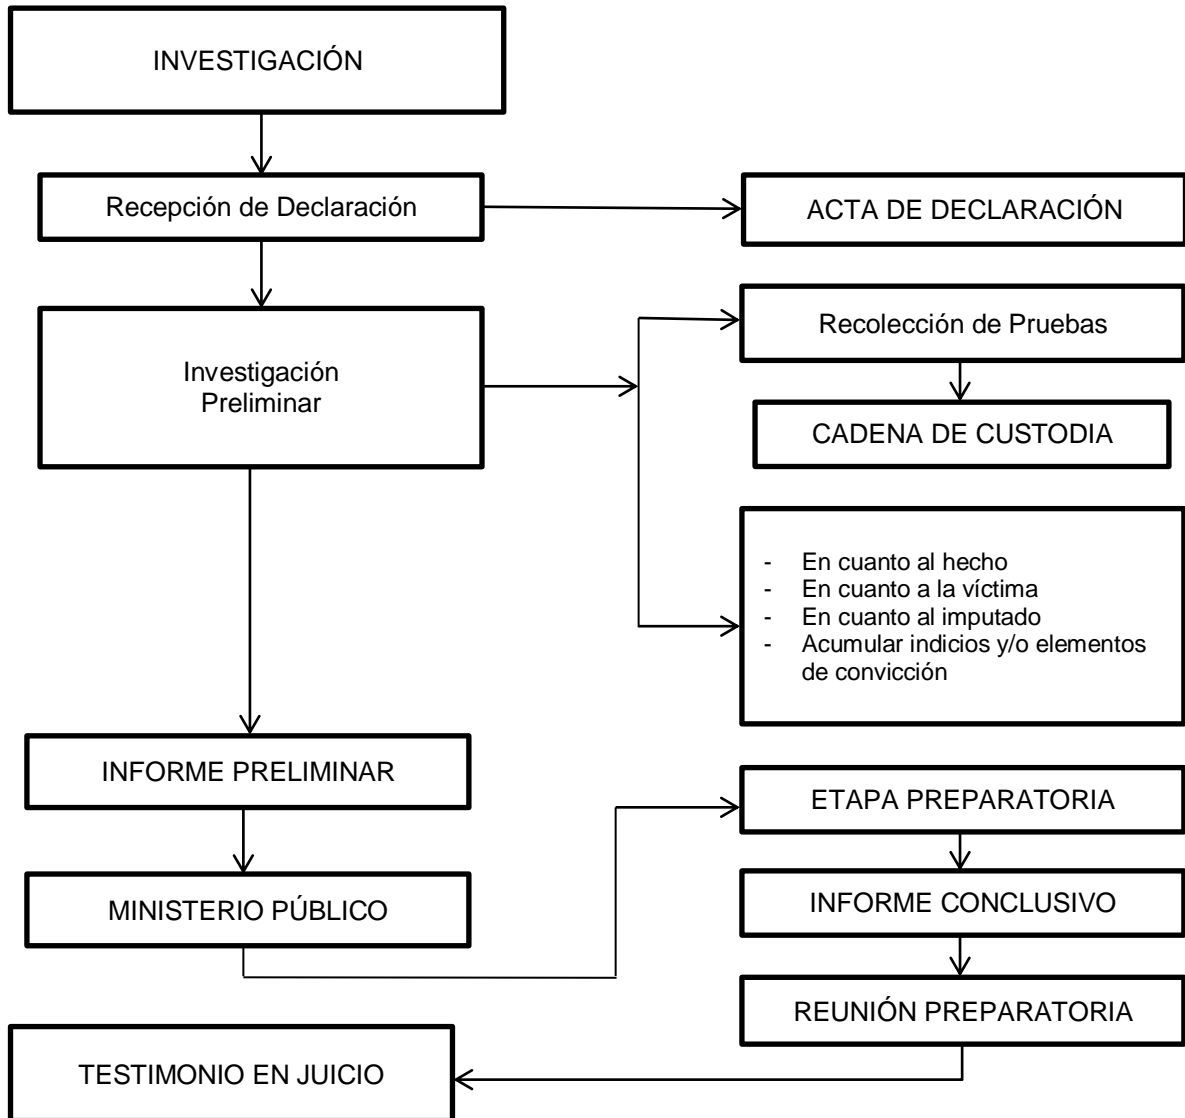 INVESTIGACIÓN
Recepción de Declaración
ACTA DE DECLARACIÓN
Investigación
Preliminar
Recolección de Pruebas
CADENA DE CUSTODIA
- En cuanto al hecho
- En cuanto a la víctima
- En cuanto al imputado
- Acumular indicios y/o elementos
de convicción
INFORME PRELIMINAR
MINISTERIO PÚBLICO
ETAPA PREPARATORIA
INFORME CONCLUSIVO
REUNIÓN PREPARATORIA
TESTIMONIO EN JUICIO